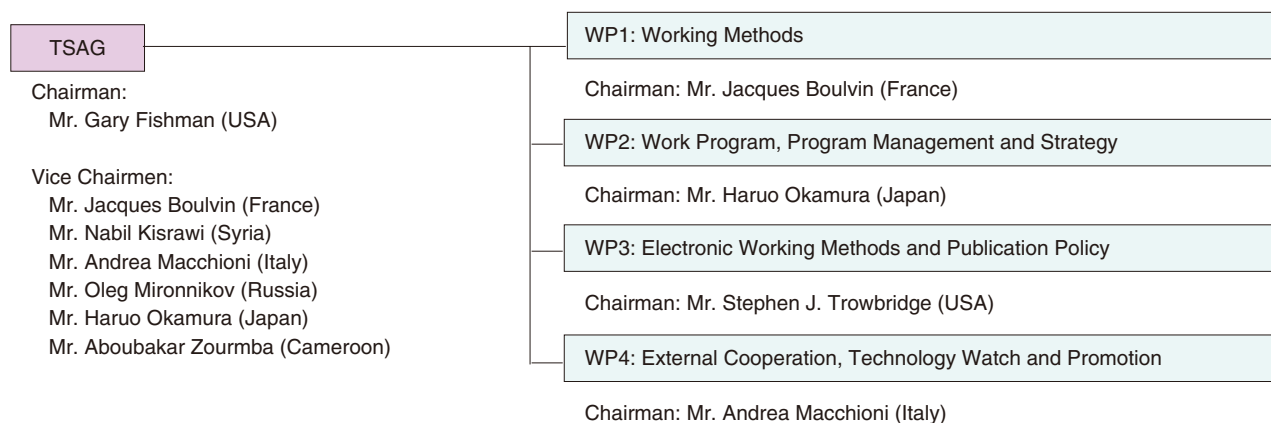 TSAG
Chairman:
Mr. Gary Fishman (USA)
Vice Chairmen:
Mr. Jacques Boulvin (France)
Mr. Nabil Kisrawi (Syria)
Mr. Andrea Macchioni (Italy)
Mr. Oleg Mironnikov (Russia)
Mr. Haruo Okamura (Japan)
Mr. Aboubakar Zourmba (Cameroon)
WP1: Working Methods
Chairman: Mr. Jacques Boulvin (France)
WP2: Work Program, Program Management and Strategy
Chairman: Mr. Haruo Okamura (Japan)
WP3: Electronic Working Methods and Publication Policy
Chairman: Mr. Stephen J. Trowbridge (USA)
WP4: External Cooperation, Technology Watch and Promotion
Chairman: Mr. Andrea Macchioni (Italy)